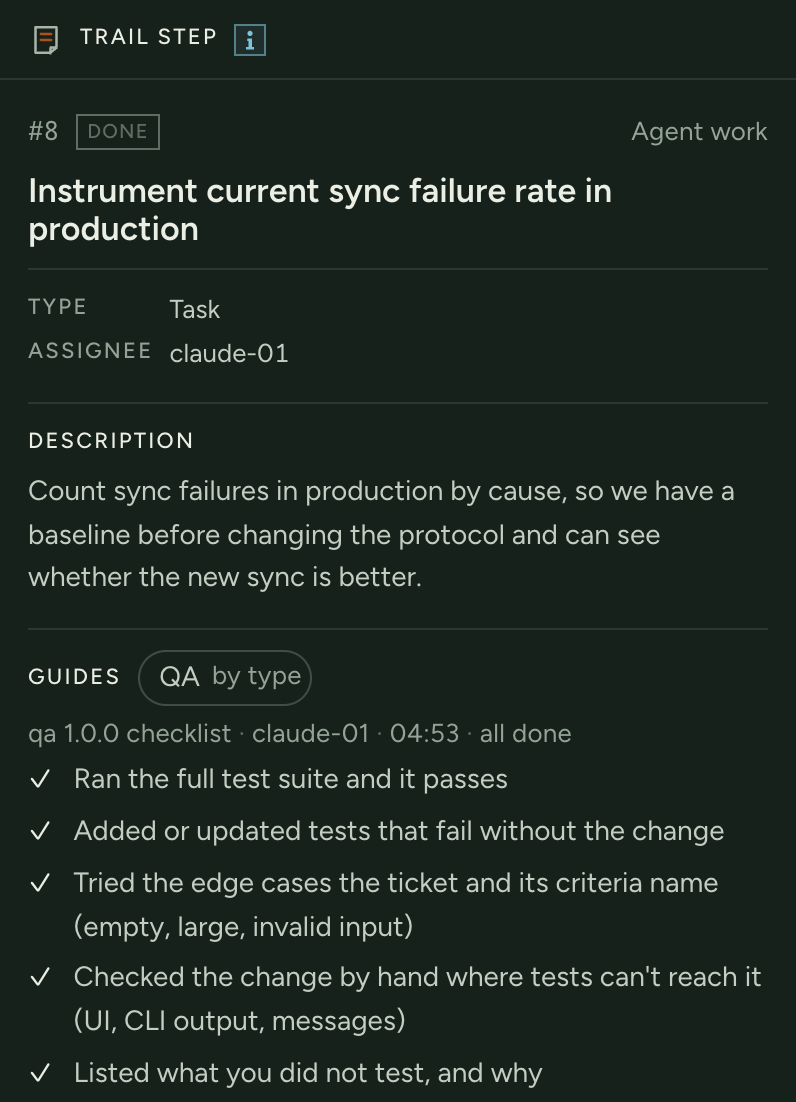 TRAIL STEP
#8 DONE Agent work
Instrument current sync failure rate in
production
TYPE Task
ASSIGNEE claude-01
DESCRIPTION
Count sync failures in production by cause, so we have a
baseline before changing the protocol and can see
whether the new sync is better.
GUIDES QA by type
qa 1.0.0 checklist · claude-01 · 04:53 · all done
✓ Ran the full test suite and it passes
✓ Added or updated tests that fail without the change
✓ Tried the edge cases the ticket and its criteria name
(empty, large, invalid input)
✓ Checked the change by hand where tests can't reach it
(UI, CLI output, messages)
✓ Listed what you did not test, and why